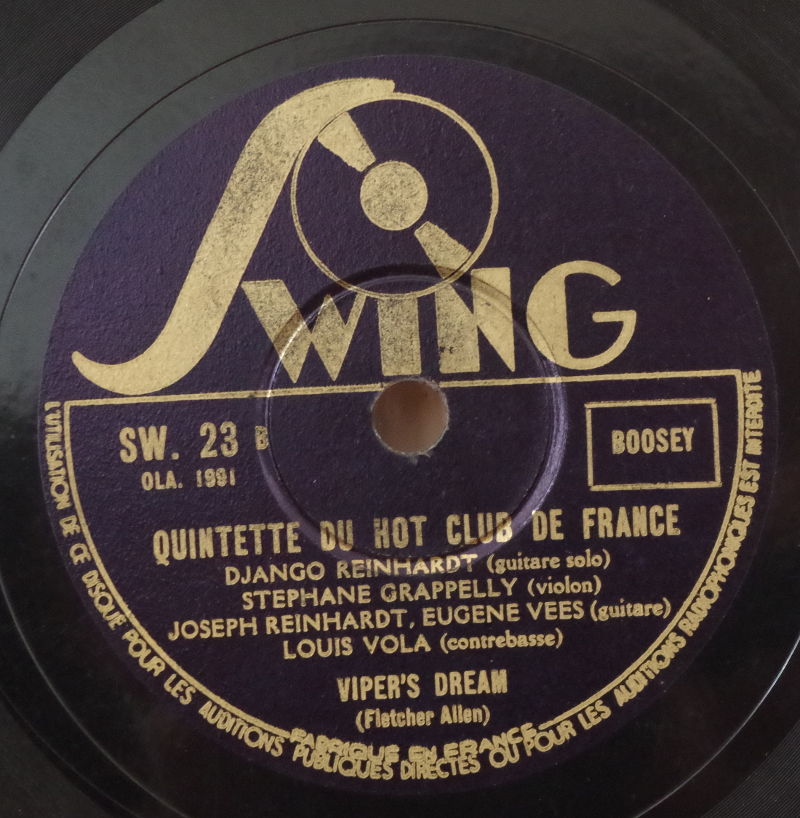 SWING
SW. 23 B
OLA. 1991
BOOSEY
QUINTETTE DU HOT CLUB DE FRANCE
DJANGO REINHARDT (guitare solo)
STEPHANE GRAPPELLY (violon)
JOSEPH REINHARDT, EUGENE VEES (guitare)
LOUIS VOLA (contrebasse)
VIPER'S DREAM
(Fletcher Allen)
FABRIQUE EN FRANCE
L'UTILISATION DE CE DISQUE POUR LES AUDITIONS PUBLIQUES DIRECTES OU POUR LES AUDITIONS RADIOPHONIQUES EST INTERDITE